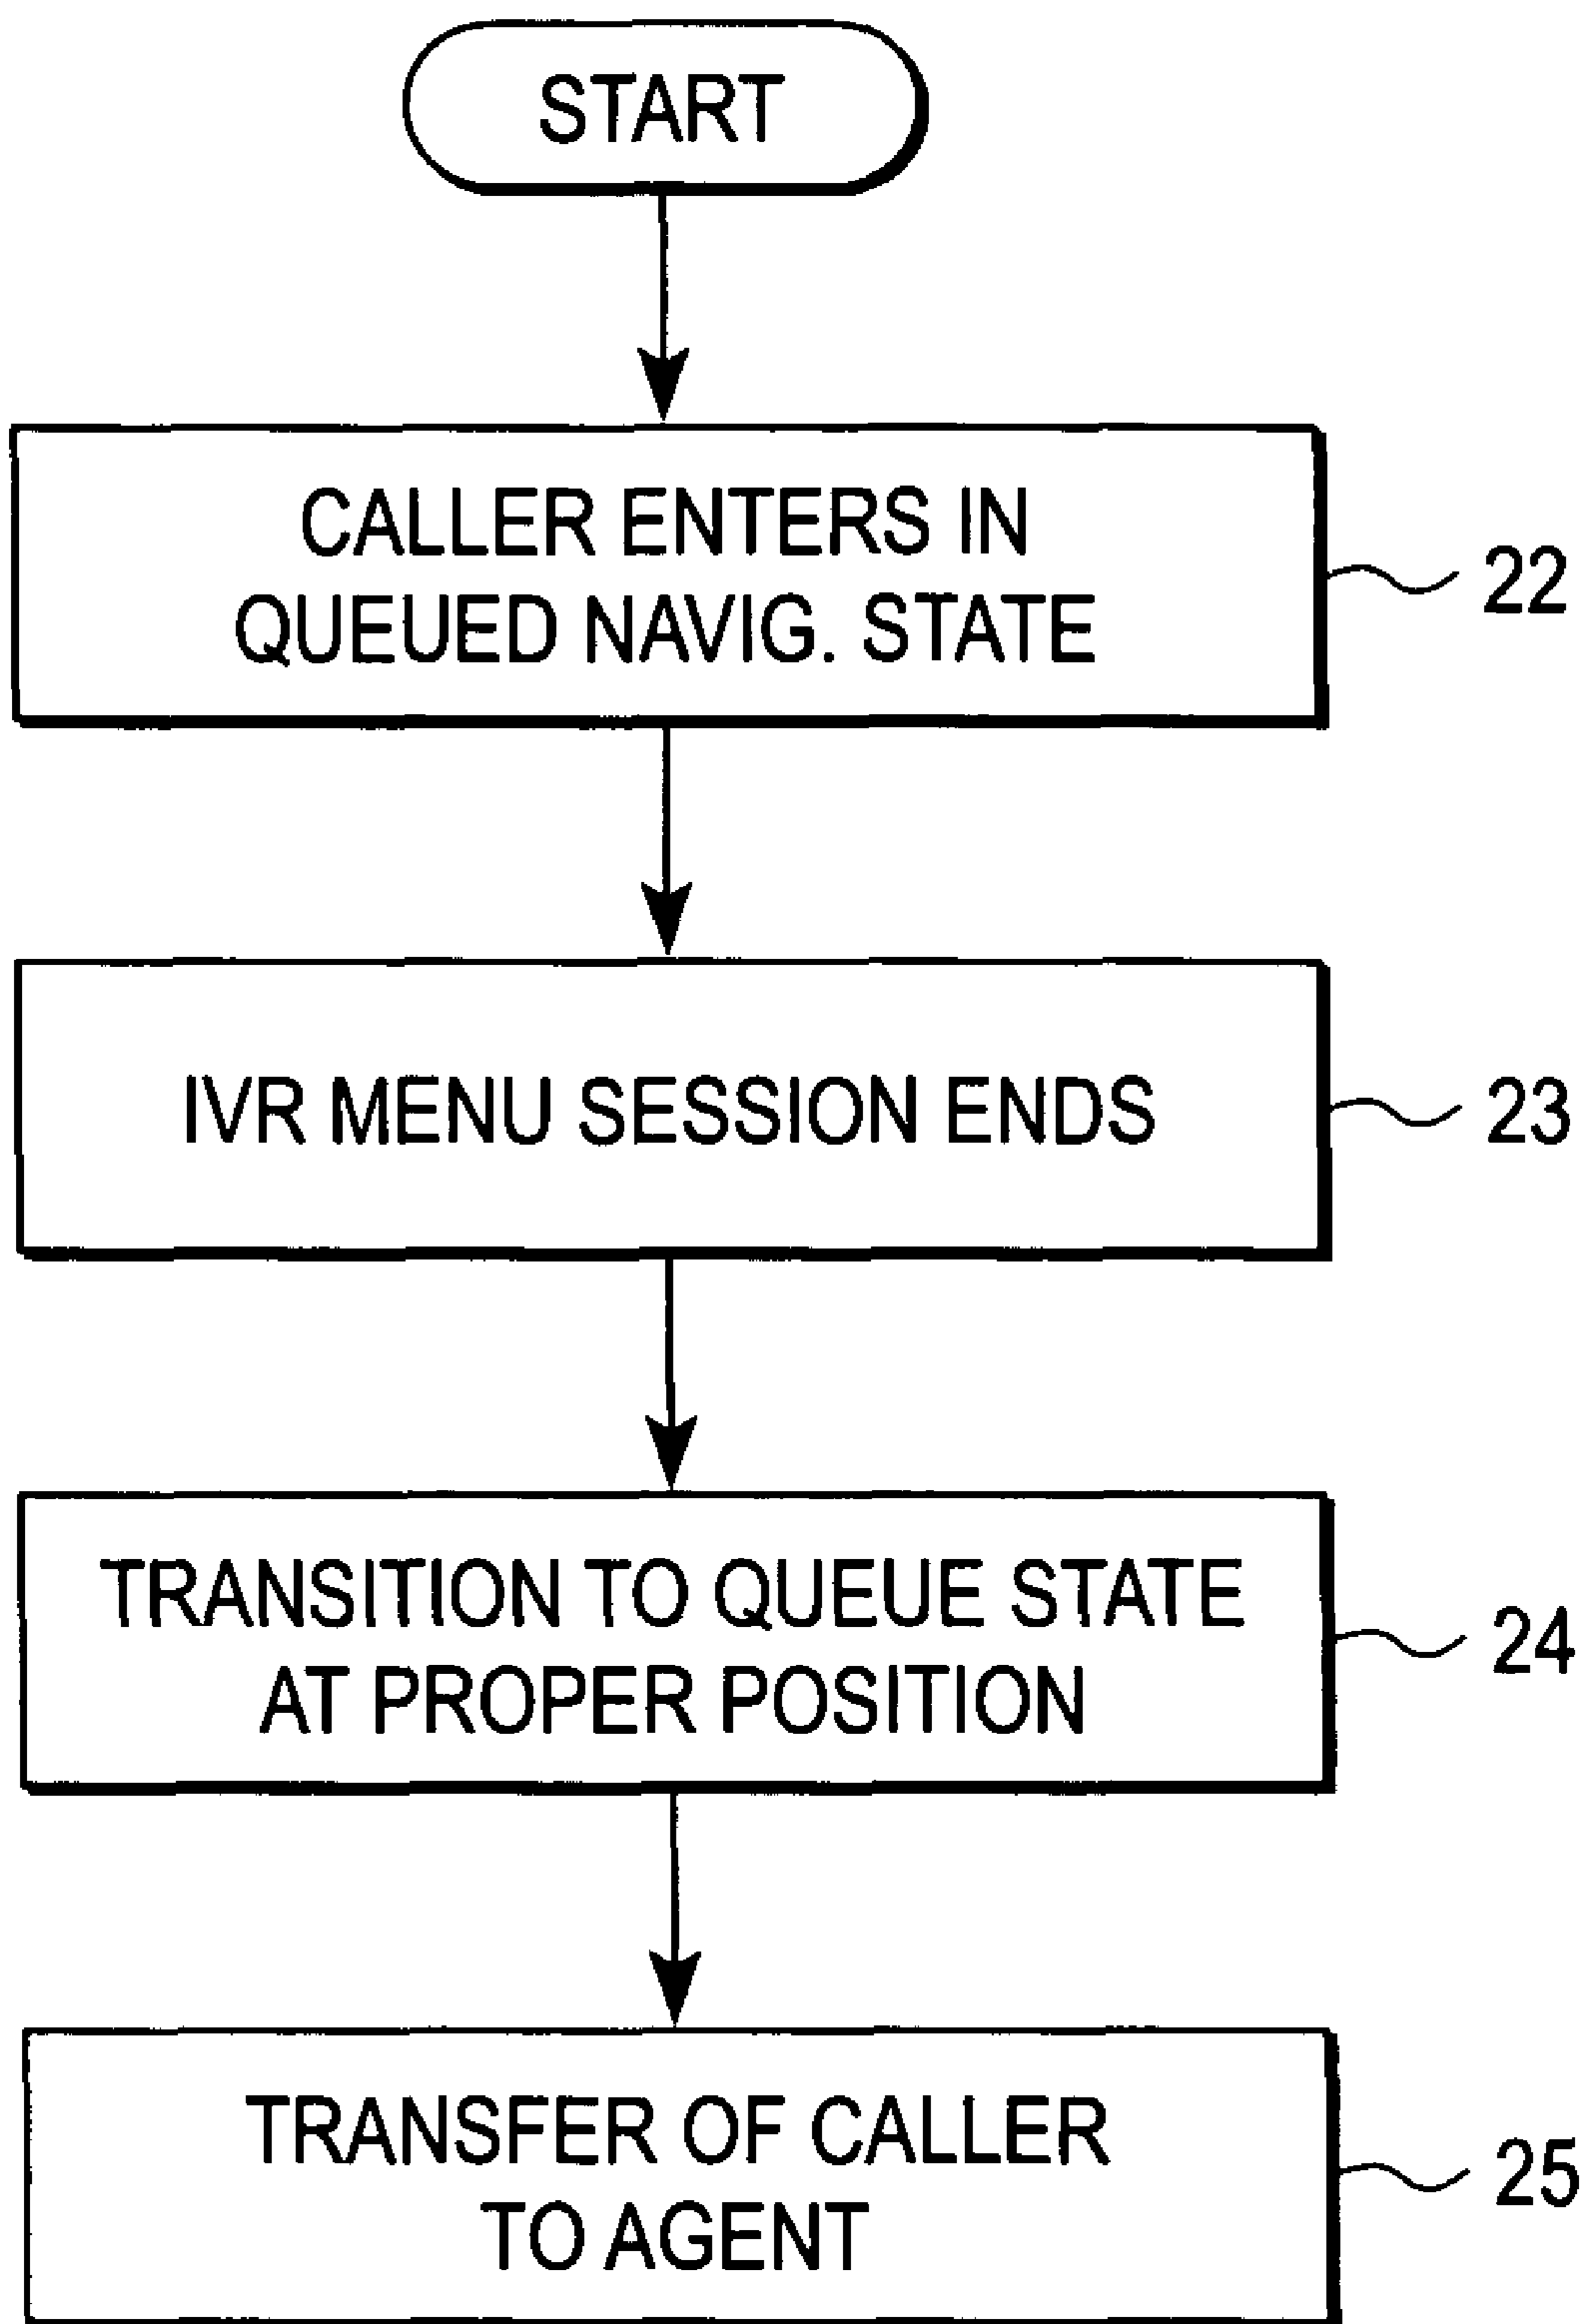 START
CALLER ENTERS IN
QUEUED NAVIG. STATE
22
IVR MENU SESSION ENDS
23
TRANSITION TO QUEUE STATE
AT PROPER POSITION
24
TRANSFER OF CALLER
TO AGENT
25